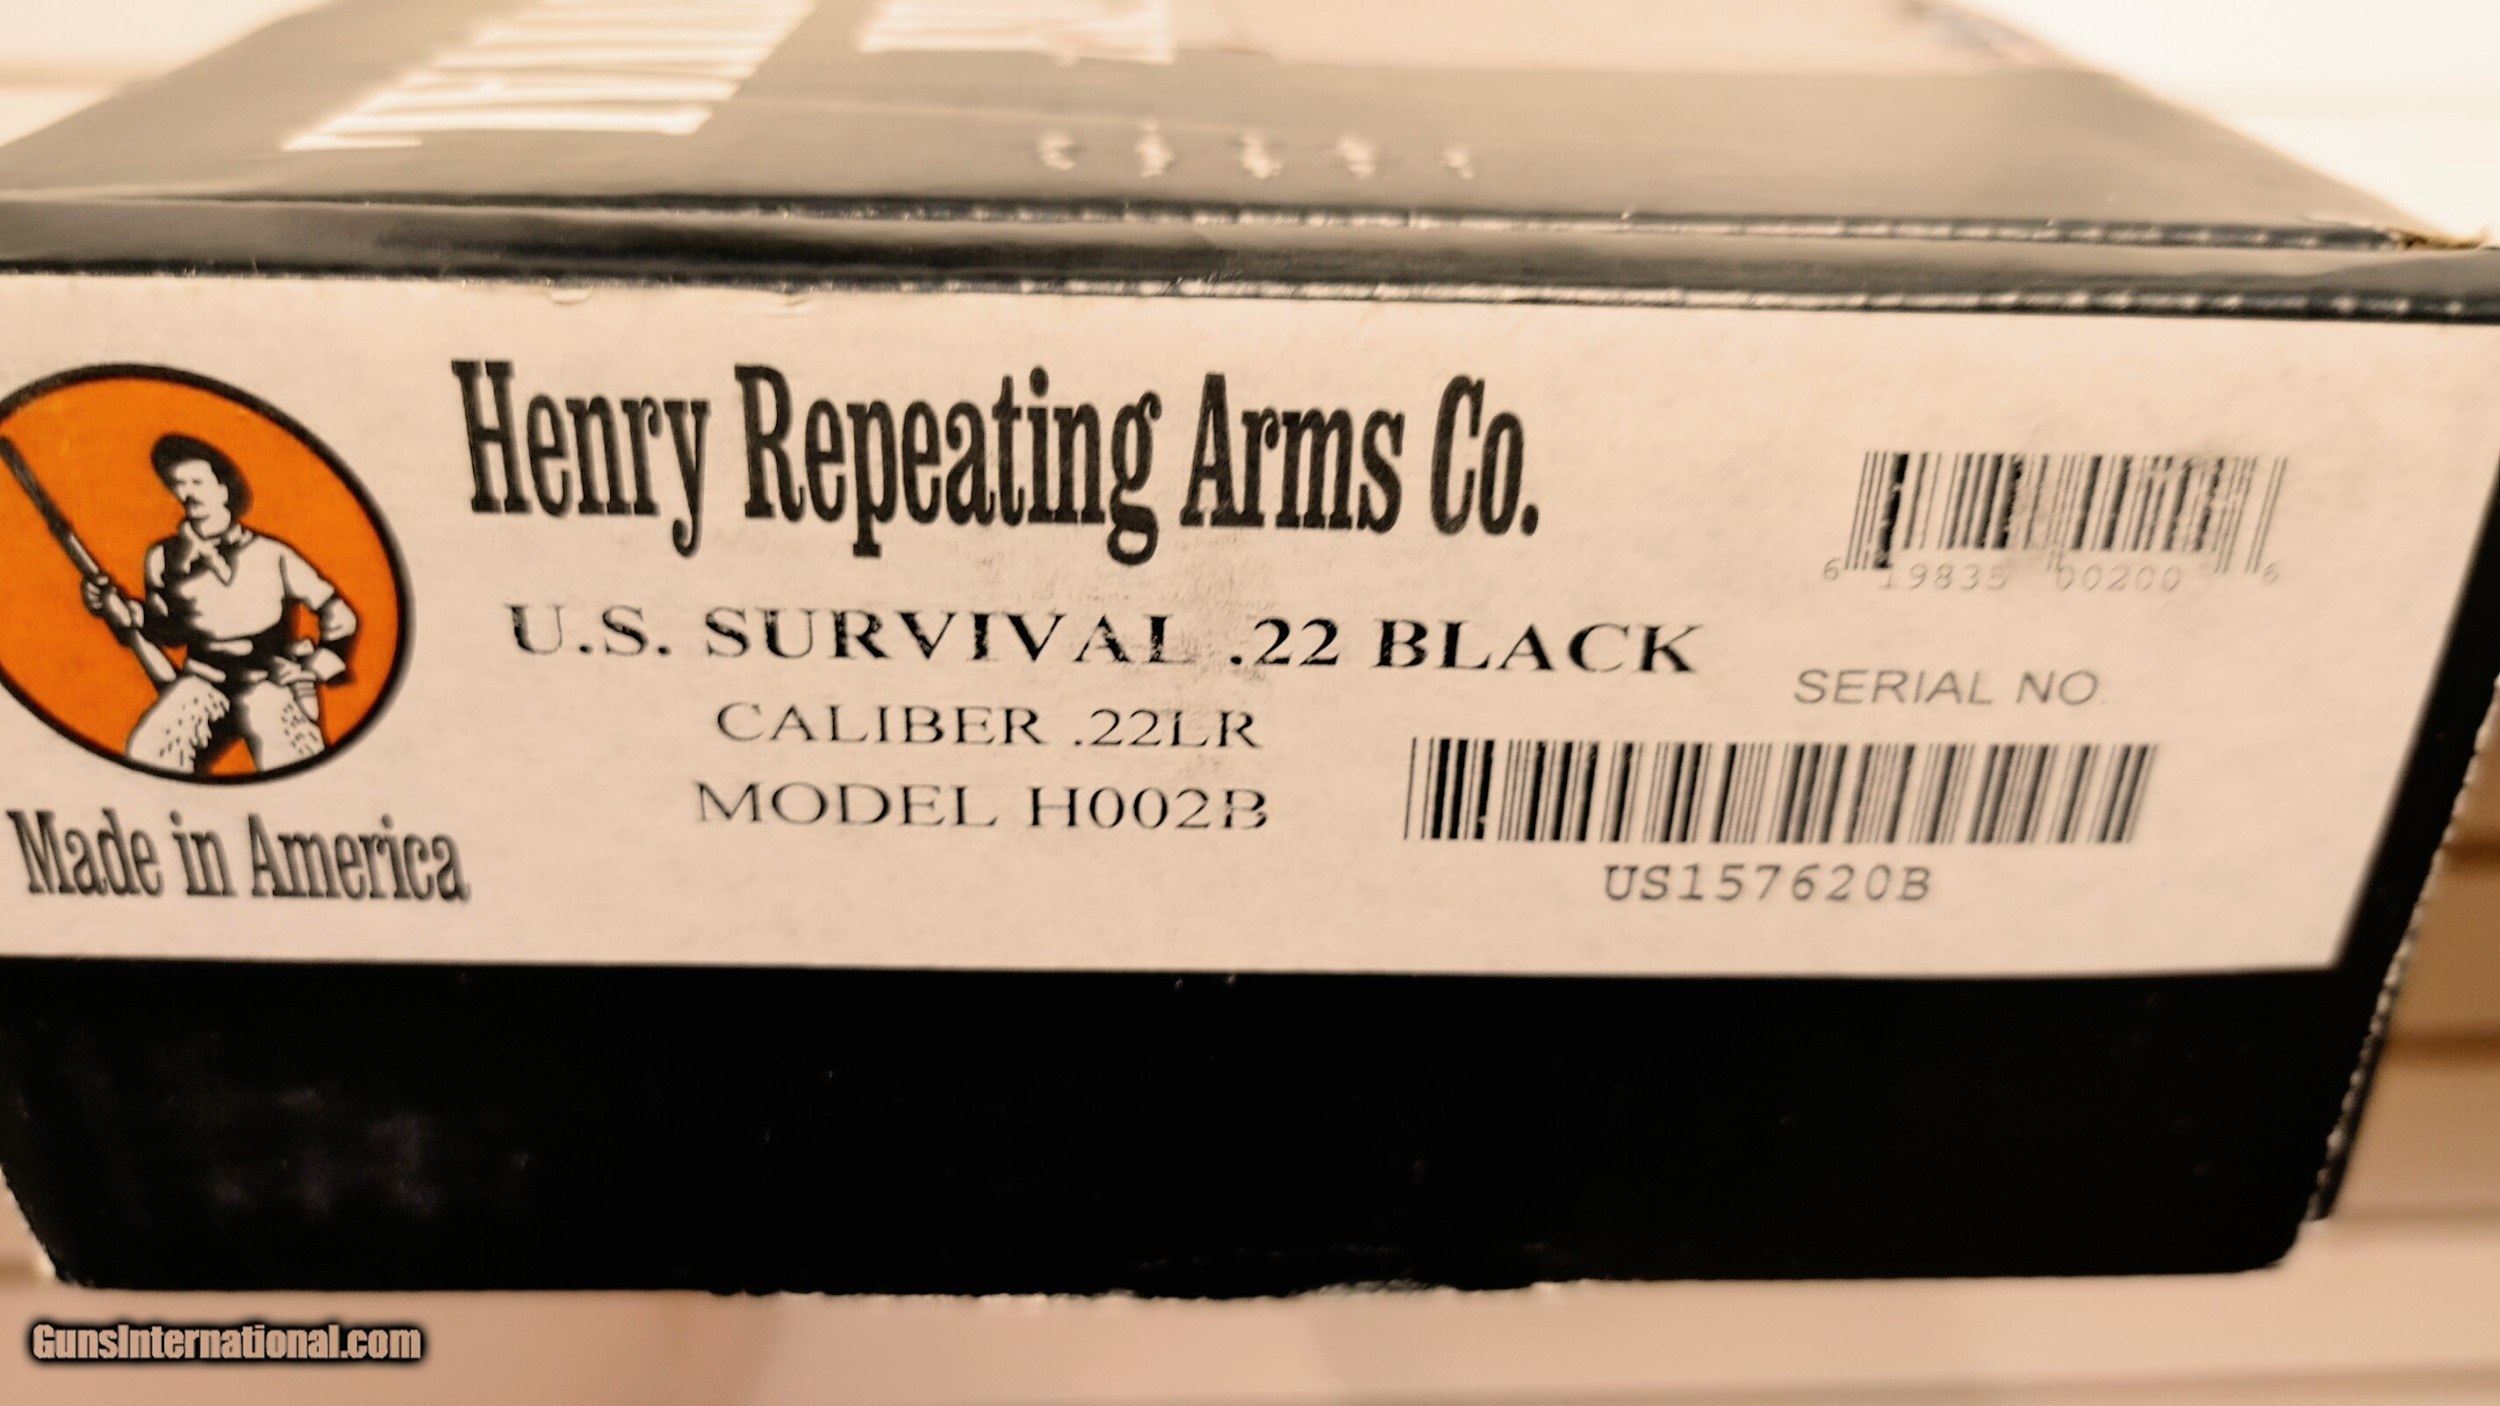 Henry Repeating Arms Co.
U.S. SURVIVAL .22 BLACK
CALIBER .22LR
MODEL H002B
Made in America
6 19835 00200 6
SERIAL NO.
US157620B
GunsInternational.com